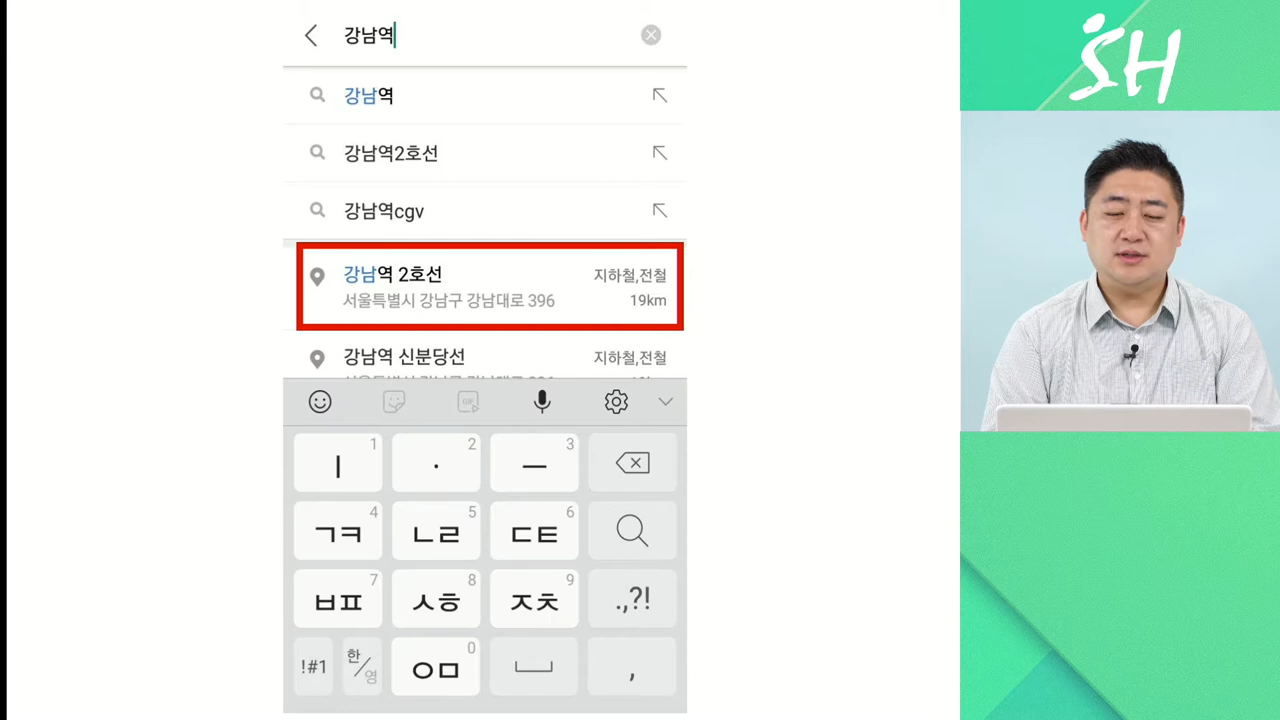 강남역
SH
강남역
강남역2호선
강남역cgv
강남역 2호선 지하철,전철
서울특별시 강남구 강남대로 396 19km
강남역 신분당선 지하철,전철
GIF
ㅣ 1 · 2 ㅡ 3
ㄱㅋ 4 ㄴㄹ 5 ㄷㅌ 6
ㅂㅍ 7 ㅅㅎ 8 ㅈㅊ 9 .,?!
!#1 한/영 ㅇㅁ 0 ,